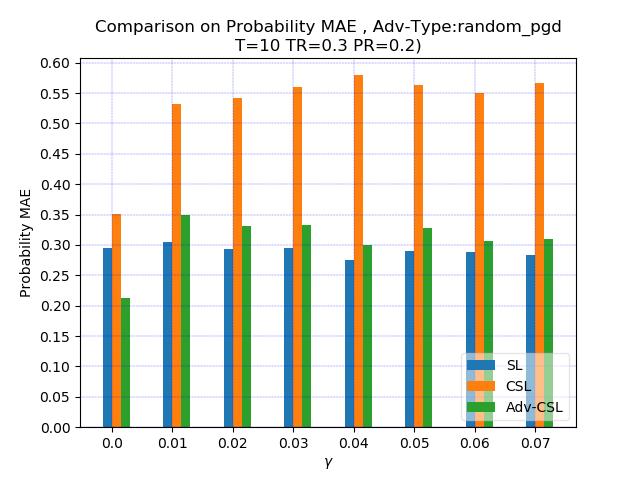 Comparison on Probability MAE , Adv-Type:random_pgd
T=10 TR=0.3 PR=0.2)
0.60
0.55
0.50
0.45
0.40
0.35
0.30
0.25
0.20
0.15
0.10
0.05
0.00
Probability MAE
SL
CSL
Adv-CSL
0.0 0.01 0.02 0.03 0.04 0.05 0.06 0.07
γ